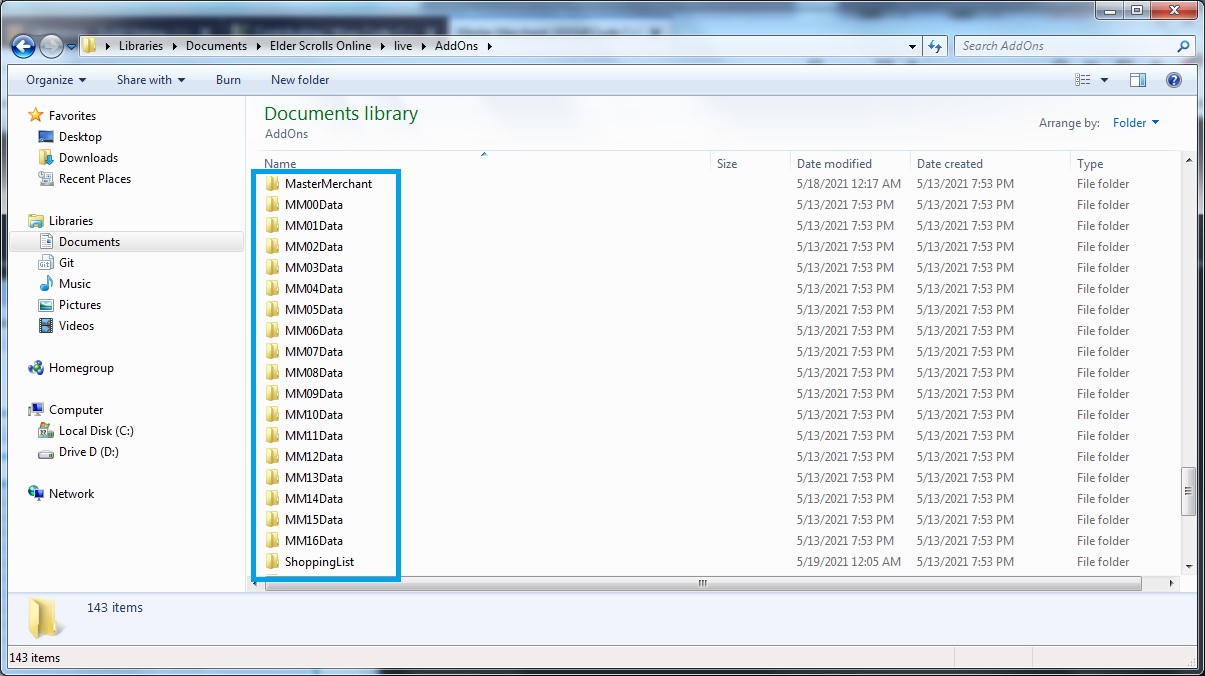 Libraries Documents Elder Scrolls Online live AddOns Search AddOns
Organize Share with Burn New folder
Favorites
Desktop
Downloads
Recent Places
Libraries
Documents
Git
Music
Pictures
Videos
Homegroup
Computer
Local Disk (C:)
Drive D (D:)
Network
Documents library
AddOns
Arrange by: Folder
Name Size Date modified Date created Type
MasterMerchant 5/18/2021 12:17 AM 5/13/2021 7:53 PM File folder
MM00Data 5/13/2021 7:53 PM 5/13/2021 7:53 PM File folder
MM01Data 5/13/2021 7:53 PM 5/13/2021 7:53 PM File folder
MM02Data 5/13/2021 7:53 PM 5/13/2021 7:53 PM File folder
MM03Data 5/13/2021 7:53 PM 5/13/2021 7:53 PM File folder
MM04Data 5/13/2021 7:53 PM 5/13/2021 7:53 PM File folder
MM05Data 5/13/2021 7:53 PM 5/13/2021 7:53 PM File folder
MM06Data 5/13/2021 7:53 PM 5/13/2021 7:53 PM File folder
MM07Data 5/13/2021 7:53 PM 5/13/2021 7:53 PM File folder
MM08Data 5/13/2021 7:53 PM 5/13/2021 7:53 PM File folder
MM09Data 5/13/2021 7:53 PM 5/13/2021 7:53 PM File folder
MM10Data 5/13/2021 7:53 PM 5/13/2021 7:53 PM File folder
MM11Data 5/13/2021 7:53 PM 5/13/2021 7:53 PM File folder
MM12Data 5/13/2021 7:53 PM 5/13/2021 7:53 PM File folder
MM13Data 5/13/2021 7:53 PM 5/13/2021 7:53 PM File folder
MM14Data 5/13/2021 7:53 PM 5/13/2021 7:53 PM File folder
MM15Data 5/13/2021 7:53 PM 5/13/2021 7:53 PM File folder
MM16Data 5/13/2021 7:53 PM 5/13/2021 7:53 PM File folder
ShoppingList 5/19/2021 12:05 AM 5/13/2021 7:53 PM File folder
143 items
143 items